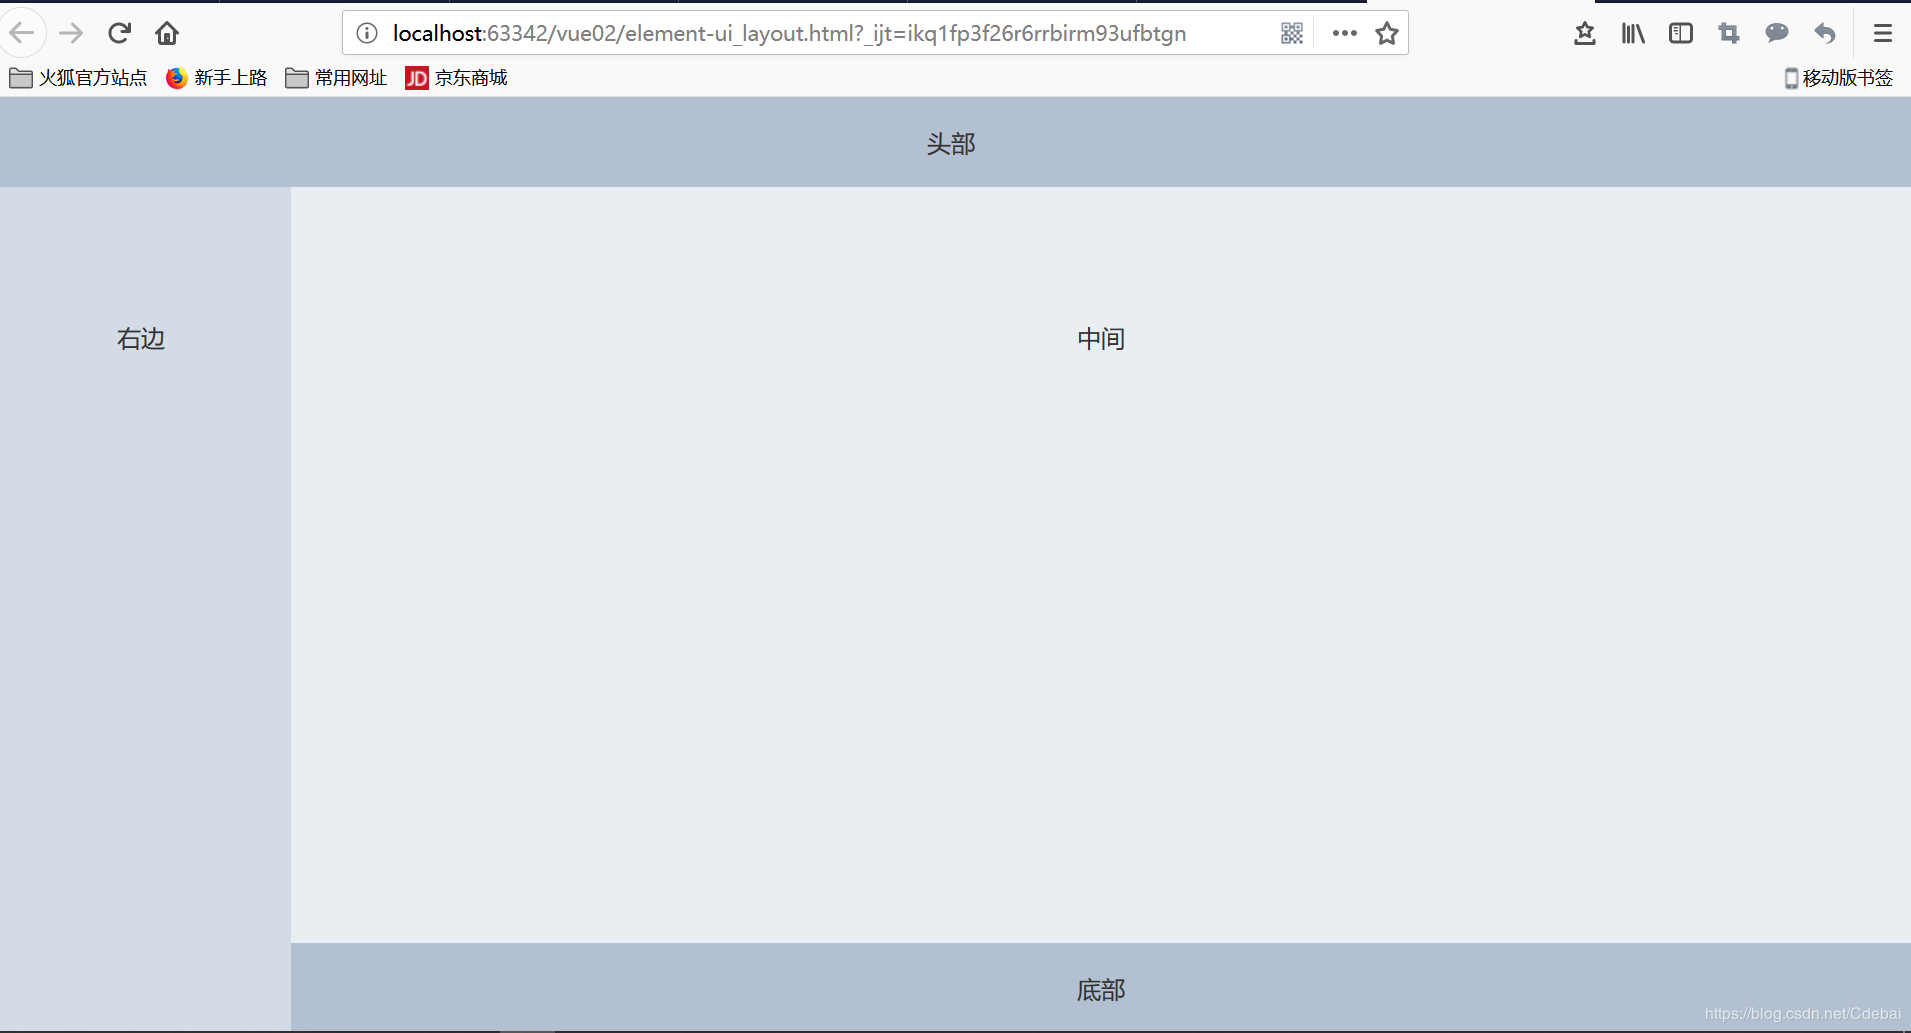 localhost:63342/vue02/element-ui_layout.html?_ijt=ikq1fp3f26r6rrbirm93ufbtgn
火狐官方站点 新手上路 常用网址 JD 京东商城 移动版书签
头部
右边 中间
底部
https://blog.csdn.net/Cdebai